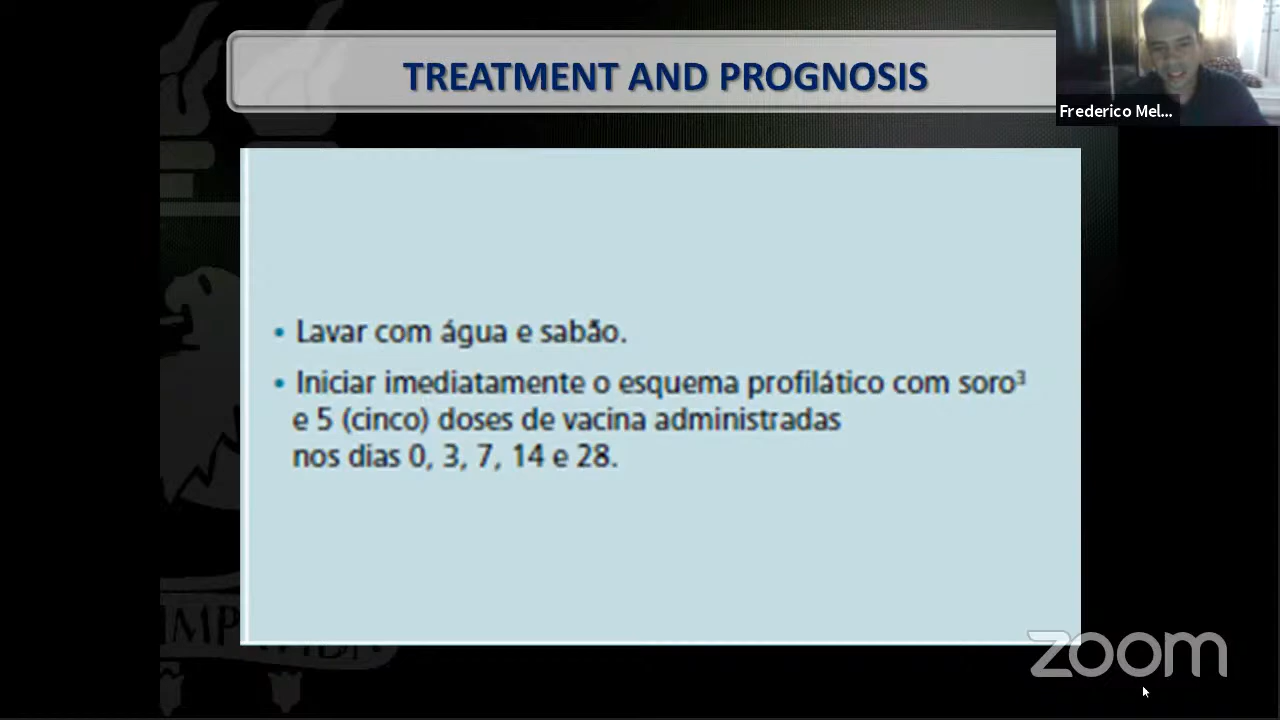 TREATMENT AND PROGNOSIS
Frederico Mel...
• Lavar com água e sabão.
• Iniciar imediatamente o esquema profilático com soro³
e 5 (cinco) doses de vacina administradas
nos dias 0, 3, 7, 14 e 28.
zoom